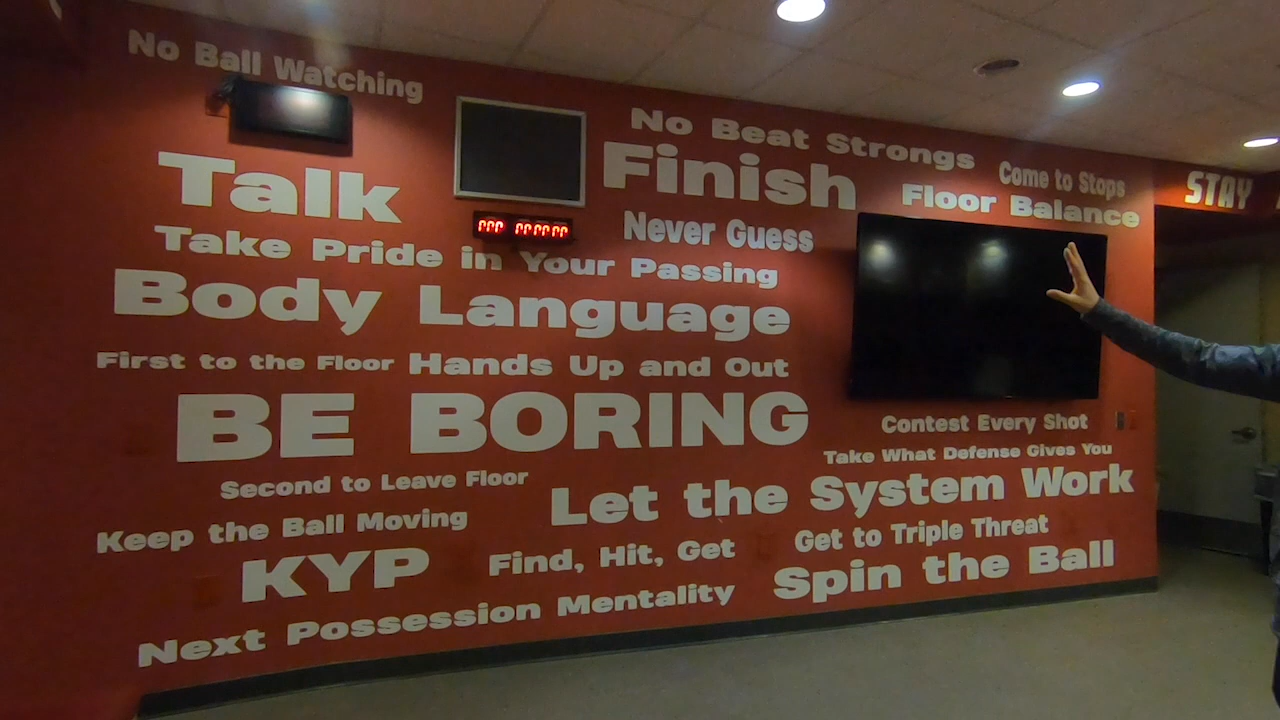 No Ball Watching
No Beat Strongs
Talk
Finish
Come to Stops
STAY
Floor Balance
Never Guess
Take Pride in Your Passing
Body Language
First to the Floor
Hands Up and Out
BE BORING
Contest Every Shot
Take What Defense Gives You
Second to Leave Floor
Let the System Work
Keep the Ball Moving
Get to Triple Threat
KYP
Find, Hit, Get
Spin the Ball
Next Possession Mentality